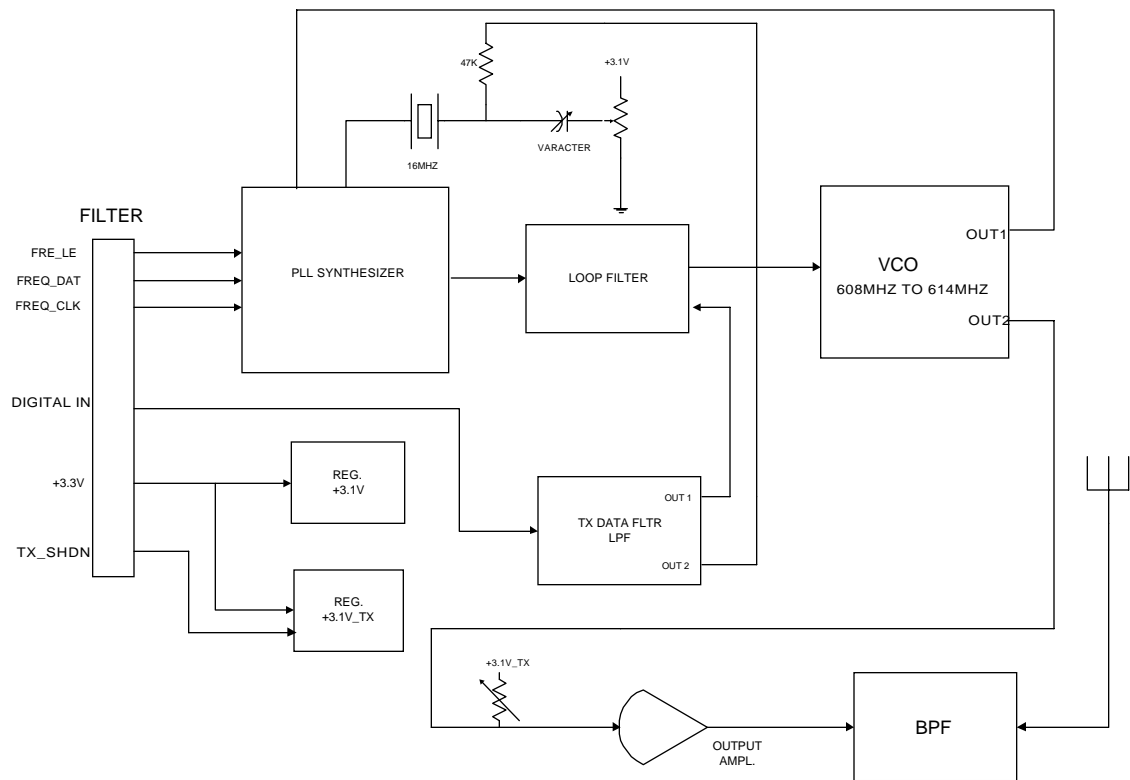 47K
+3.1V
16MHZ
VARACTER
FILTER
FRE_LE
FREQ_DAT
FREQ_CLK
PLL SYNTHESIZER
LOOP FILTER
OUT1
VCO
608MHZ TO 614MHZ
OUT2
DIGITAL IN
+3.3V
TX_SHDN
REG.
+3.1V
OUT 1
TX DATA FLTR
LPF
OUT 2
REG.
+3.1V_TX
+3.1V_TX
OUTPUT
AMPL.
BPF